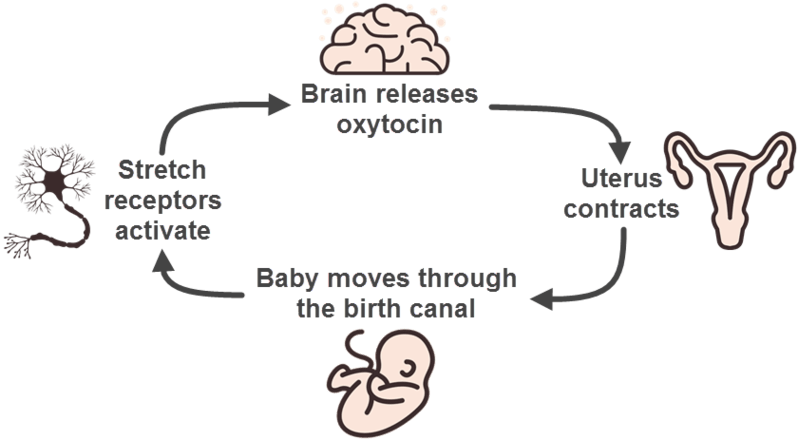 Brain releases
oxytocin
Uterus
contracts
Baby moves through
the birth canal
Stretch
receptors
activate